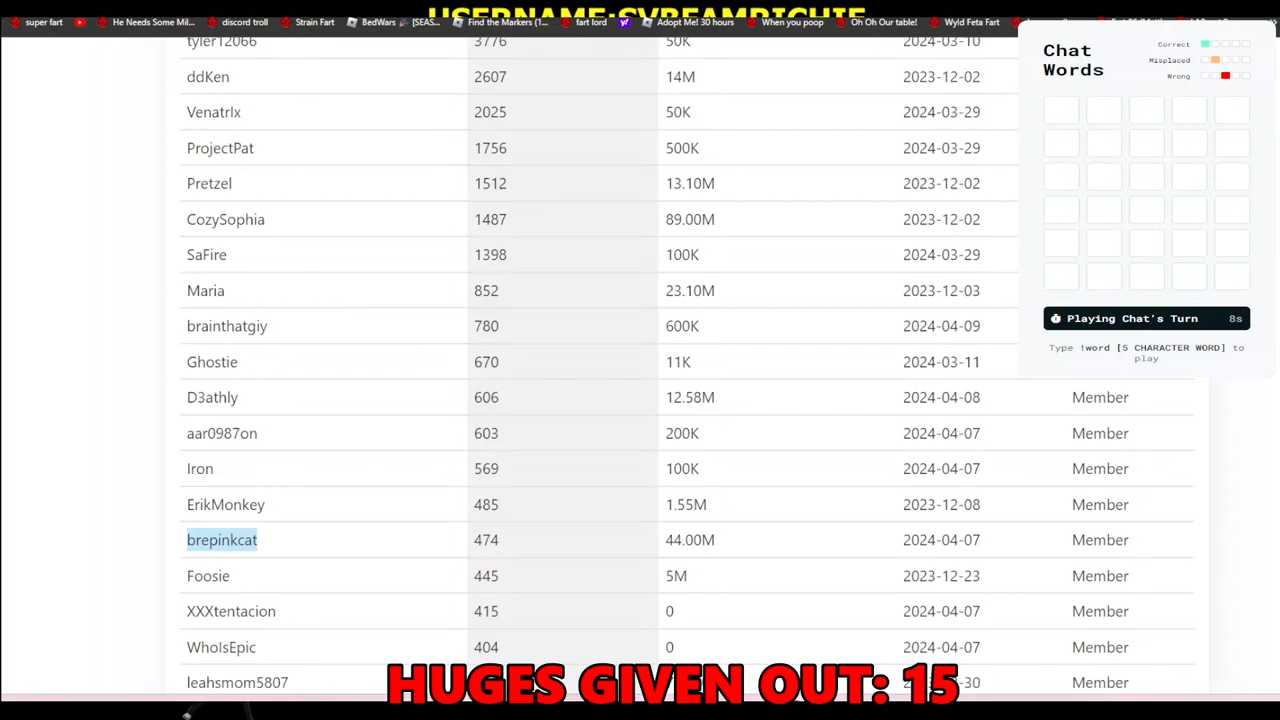 super fart He Needs Some Mil... discord troll Strain Fart BedWars [SEAS... Find the Markers (1... fart lord Adopt Me! 30 hours When you poop Oh Oh Our table! Wyld Feta Fart
tyler12066 3776 50K 2024-03-10
ddKen 2607 14M 2023-12-02
Venatrlx 2025 50K 2024-03-29
ProjectPat 1756 500K 2024-03-29
Pretzel 1512 13.10M 2023-12-02
CozySophia 1487 89.00M 2023-12-02
SaFire 1398 100K 2024-03-29
Maria 852 23.10M 2023-12-03
brainthatgiy 780 600K 2024-04-09
Ghostie 670 11K 2024-03-11
D3athly 606 12.58M 2024-04-08 Member
aar0987on 603 200K 2024-04-07 Member
Iron 569 100K 2024-04-07 Member
ErikMonkey 485 1.55M 2023-12-08 Member
brepinkcat 474 44.00M 2024-04-07 Member
Foosie 445 5M 2023-12-23 Member
XXXtentacion 415 0 2024-04-07 Member
WhoIsEpic 404 0 2024-04-07 Member
leahsmom5807 Member
HUGES GIVEN OUT: 15
Chat
Words
Correct
Misplaced
Wrong
Playing Chat's Turn 8s
Type !word [5 CHARACTER WORD] to
play